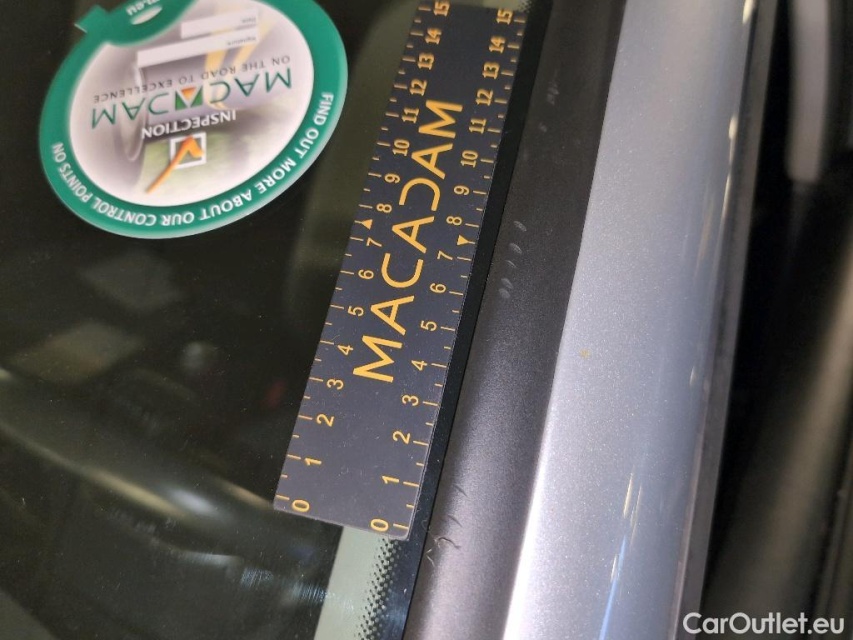 FIND OUT MORE ABOUT OUR CONTROL POINTS ON
INSPECTION
MACADAM
ON THE ROAD TO EXCELLENCE
MACADAM
0 1 2 3 4 5 6 7 8 9 10 11 12 13 14 15
0 1 2 3 4 5 6 7 8 9 10 11 12 13 14 15
CarOutlet.eu